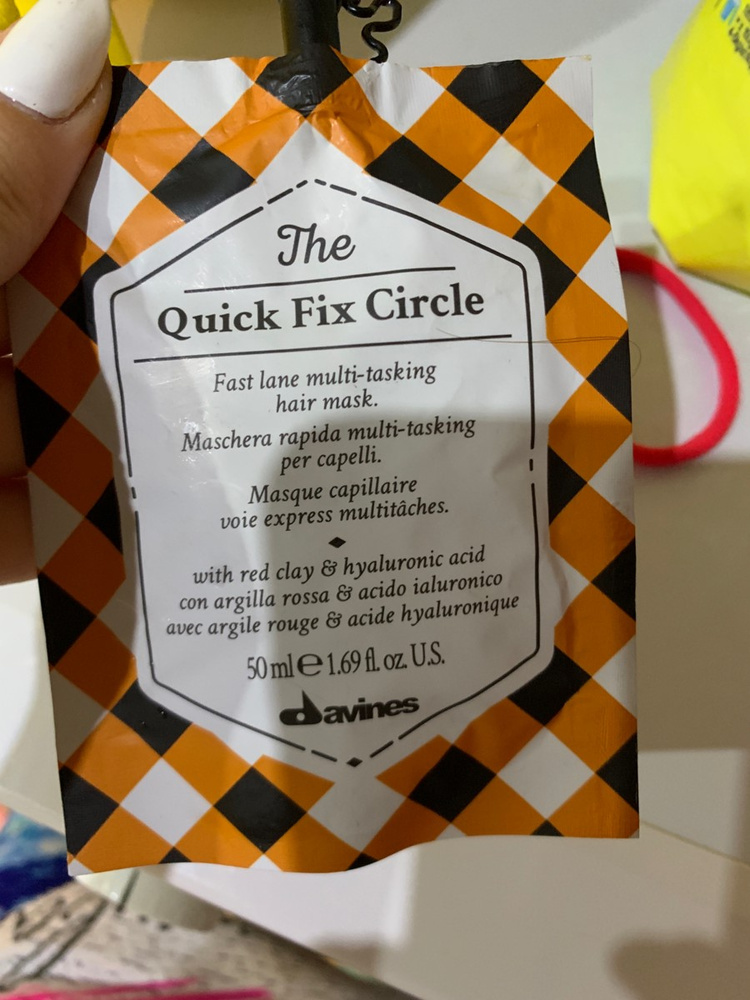 The
Quick Fix Circle
Fast lane multi-tasking
hair mask.
Maschera rapida multi-tasking
per capelli.
Masque capillaire
voie express multitâches.
with red clay & hyaluronic acid
con argilla rossa & acido ialuronico
avec argile rouge & acide hyaluronique
50 ml e 1.69 fl. oz. U.S.
davines